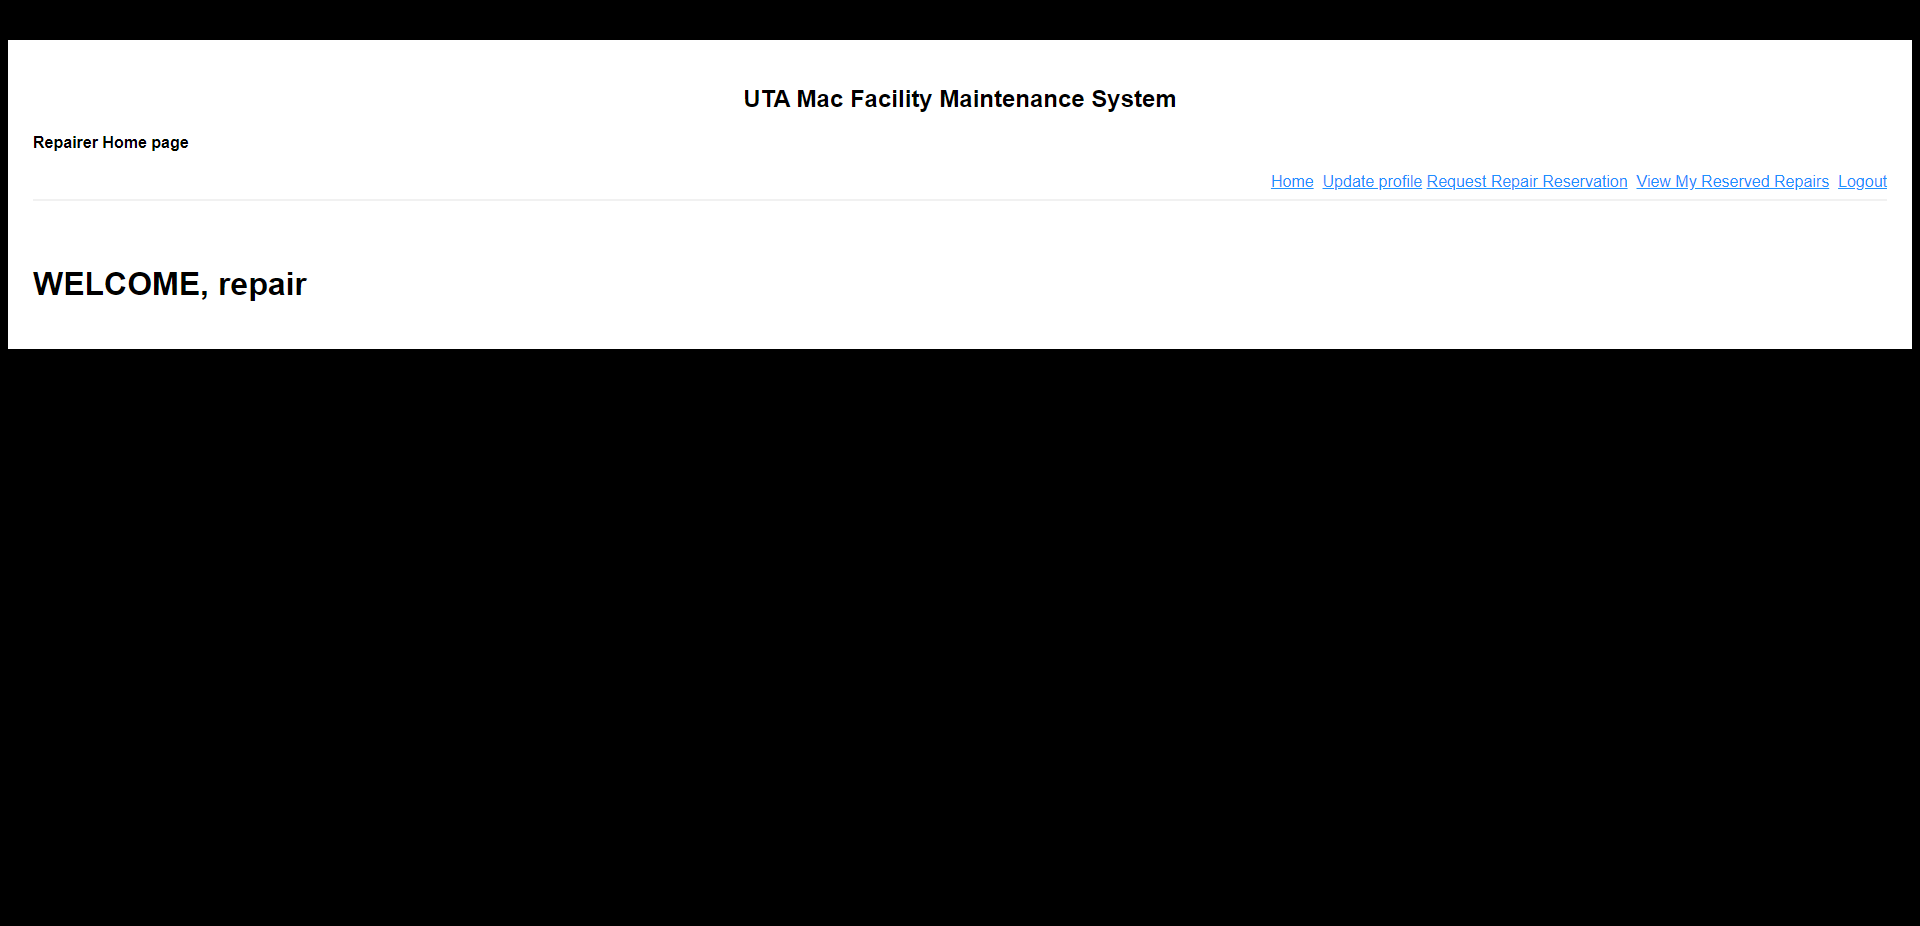 UTA Mac Facility Maintenance System
Repairer Home page
Home Update profile Request Repair Reservation View My Reserved Repairs Logout
WELCOME, repair